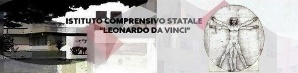 ISTITUTO COMPRENSIVO STATALE
"LEONARDO DA VINCI"